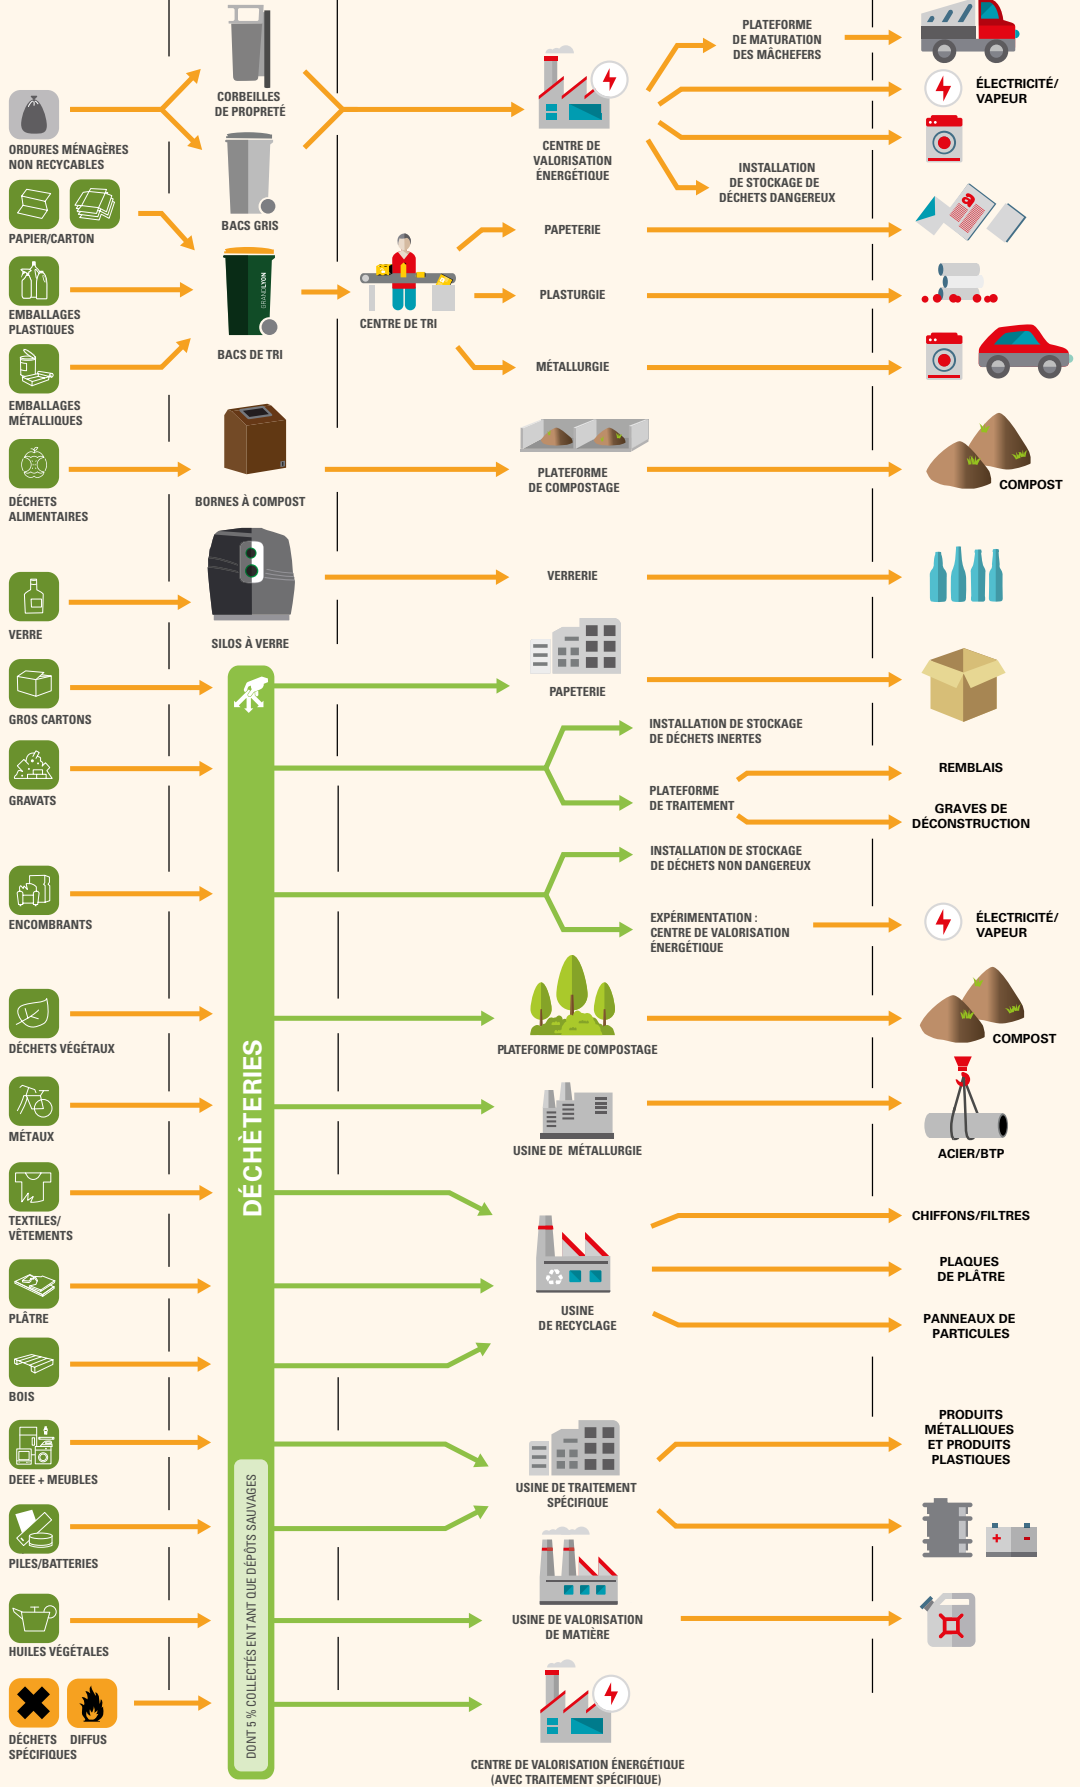 PLATEFORME
DE MATURATION
DES MÂCHEFERS
ÉLECTRICITÉ/
VAPEUR
CORBEILLES
DE PROPRETÉ
ORDURES MÉNAGÈRES
NON RECYCABLES
CENTRE DE
VALORISATION
ÉNERGÉTIQUE
INSTALLATION
DE STOCKAGE DE
DÉCHETS DANGEREUX
BACS GRIS
PAPIER/CARTON
PAPETERIE
a
GRANDLYON
EMBALLAGES
PLASTIQUES
BACS DE TRI
CENTRE DE TRI
PLASTURGIE
MÉTALLURGIE
EMBALLAGES
MÉTALLIQUES
DÉCHETS
ALIMENTAIRES
BORNES À COMPOST
PLATEFORME
DE COMPOSTAGE
COMPOST
VERRE
SILOS À VERRE
VERRERIE
GROS CARTONS
PAPETERIE
GRAVATS
INSTALLATION DE STOCKAGE
DE DÉCHETS INERTES
PLATEFORME
DE TRAITEMENT
REMBLAIS
GRAVES DE
DÉCONSTRUCTION
ENCOMBRANTS
INSTALLATION DE STOCKAGE
DE DÉCHETS NON DANGEREUX
EXPÉRIMENTATION :
CENTRE DE VALORISATION
ÉNERGÉTIQUE
ÉLECTRICITÉ/
VAPEUR
DÉCHETS VÉGÉTAUX
PLATEFORME DE COMPOSTAGE
COMPOST
DÉCHÈTERIES
MÉTAUX
USINE DE MÉTALLURGIE
ACIER/BTP
TEXTILES/
VÊTEMENTS
CHIFFONS/FILTRES
PLÂTRE
USINE
DE RECYCLAGE
PLAQUES
DE PLÂTRE
PANNEAUX DE
PARTICULES
BOIS
DEEE + MEUBLES
USINE DE TRAITEMENT
SPÉCIFIQUE
PRODUITS
MÉTALLIQUES
ET PRODUITS
PLASTIQUES
PILES/BATTERIES
+ -
DONT 5 % COLLECTÉS EN TANT QUE DÉPÔTS SAUVAGES
HUILES VÉGÉTALES
USINE DE VALORISATION
DE MATIÈRE
DÉCHETS DIFFUS
SPÉCIFIQUES
CENTRE DE VALORISATION ÉNERGÉTIQUE
(AVEC TRAITEMENT SPÉCIFIQUE)